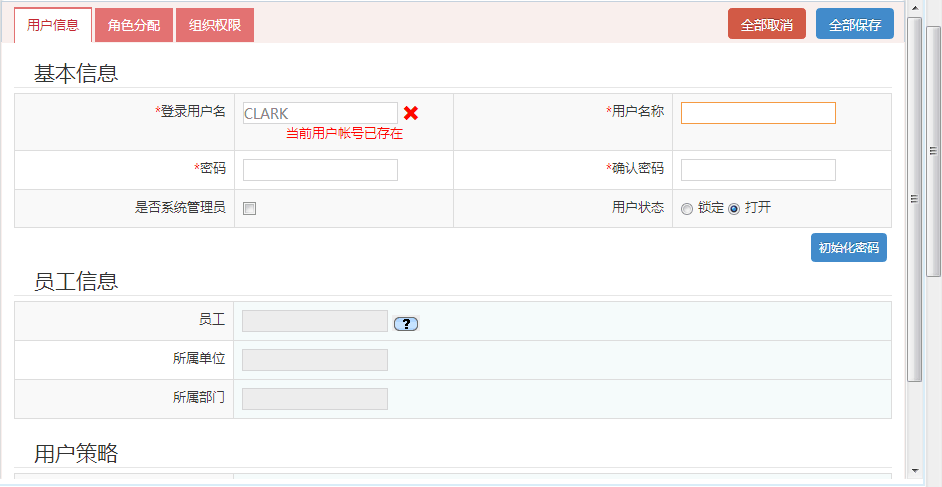 用户信息 角色分配 组织权限 全部取消 全部保存
基本信息
*登录用户名 CLARK *用户名称
当前用户帐号已存在
*密码 *确认密码
是否系统管理员 用户状态 锁定 打开
初始化密码
员工信息
员工 ?
所属单位
所属部门
用户策略